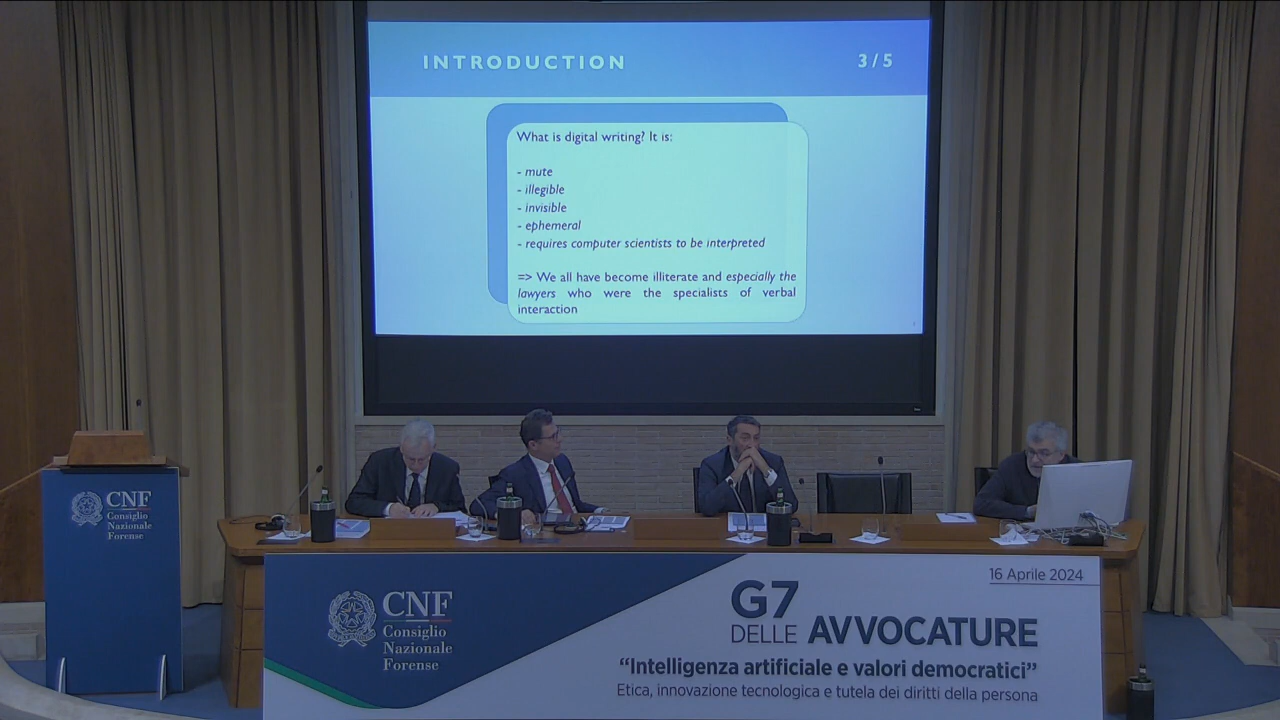 INTRODUCTION
3/5
What is digital writing? It is:
- mute
- illegible
- invisible
- ephemeral
- requires computer scientists to be interpreted
=> We all have become illiterate and especially the
lawyers who were the specialists of verbal
interaction
CNF
Consiglio
Nazionale
Forense
CNF
Consiglio
Nazionale
Forense
16 Aprile 2024
G7
DELLE AVVOCATURE
“Intelligenza artificiale e valori democratici”
Etica, innovazione tecnologica e tutela dei diritti della persona